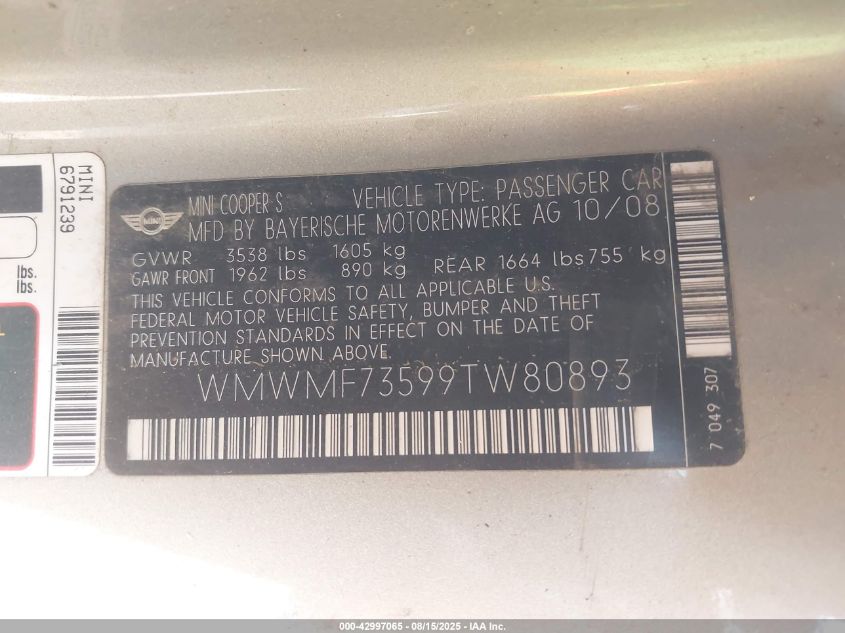 MINI
6791239
lbs.
lbs.
MINI
MINI COOPER S VEHICLE TYPE: PASSENGER CAR
MFD BY BAYERISCHE MOTORENWERKE AG 10/08
GVWR 3538 lbs 1605 kg
GAWR FRONT 1962 lbs 890 kg REAR 1664 lbs 755 kg
THIS VEHICLE CONFORMS TO ALL APPLICABLE U.S.
FEDERAL MOTOR VEHICLE SAFETY, BUMPER AND THEFT
PREVENTION STANDARDS IN EFFECT ON THE DATE OF
MANUFACTURE SHOWN ABOVE.
WMWMF73599TW80893
7 049 307
000-42997065 - 08/15/2025 - IAA Inc.